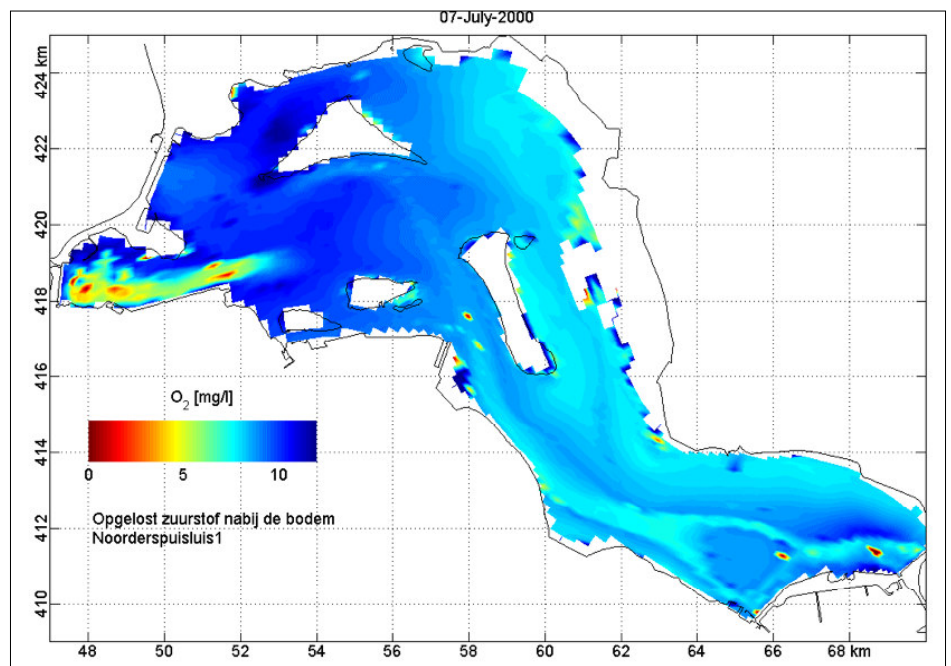 07-July-2000
424 km
422
420
418
416
414
412
410
O2 [mg/l]
0 5 10
Opgelost zuurstof nabij de bodem
Noorderspuisluis1
48 50 52 54 56 58 60 62 64 66 68 km